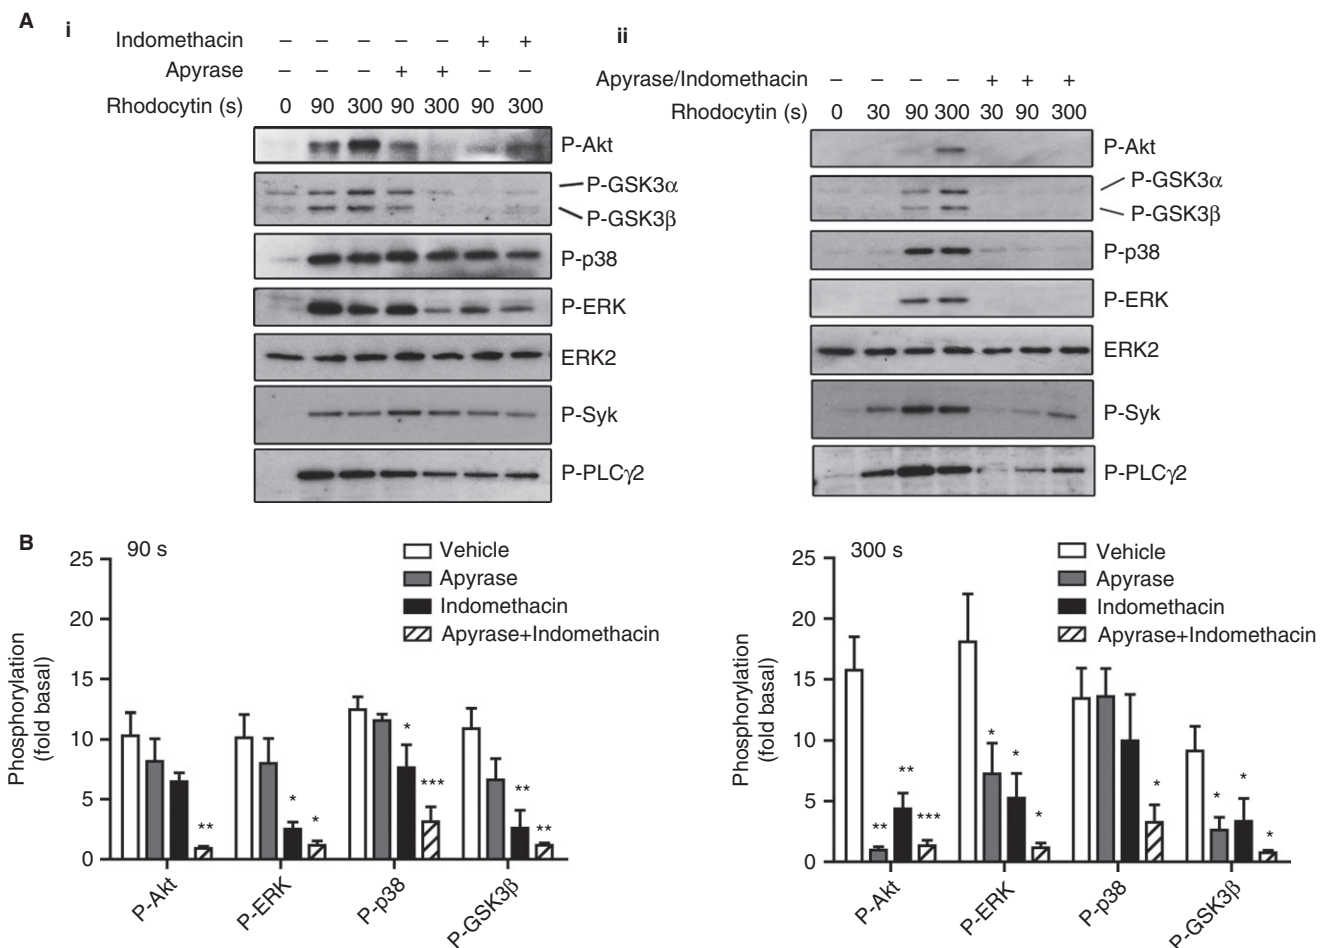 A
i
Indomethacin − − − − − + +
Apyrase − − − + + − −
Rhodocytin (s) 0 90 300 90 300 90 300
P-Akt
P-GSK3α
P-GSK3β
P-p38
P-ERK
ERK2
P-Syk
P-PLCγ2
ii
Apyrase/Indomethacin − − − − + + +
Rhodocytin (s) 0 30 90 300 30 90 300
P-Akt
P-GSK3α
P-GSK3β
P-p38
P-ERK
ERK2
P-Syk
P-PLCγ2
B
90 s
Vehicle
Apyrase
Indomethacin
Apyrase+Indomethacin
Phosphorylation
(fold basal)
25
20
15
10
5
0
**
*
*
*
***
**
**
P-Akt
P-ERK
P-p38
P-GSK3β
300 s
Vehicle
Apyrase
Indomethacin
Apyrase+Indomethacin
Phosphorylation
(fold basal)
25
20
15
10
5
0
**
**
***
*
*
*
*
*
*
*
P-Akt
P-ERK
P-p38
P-GSK3β